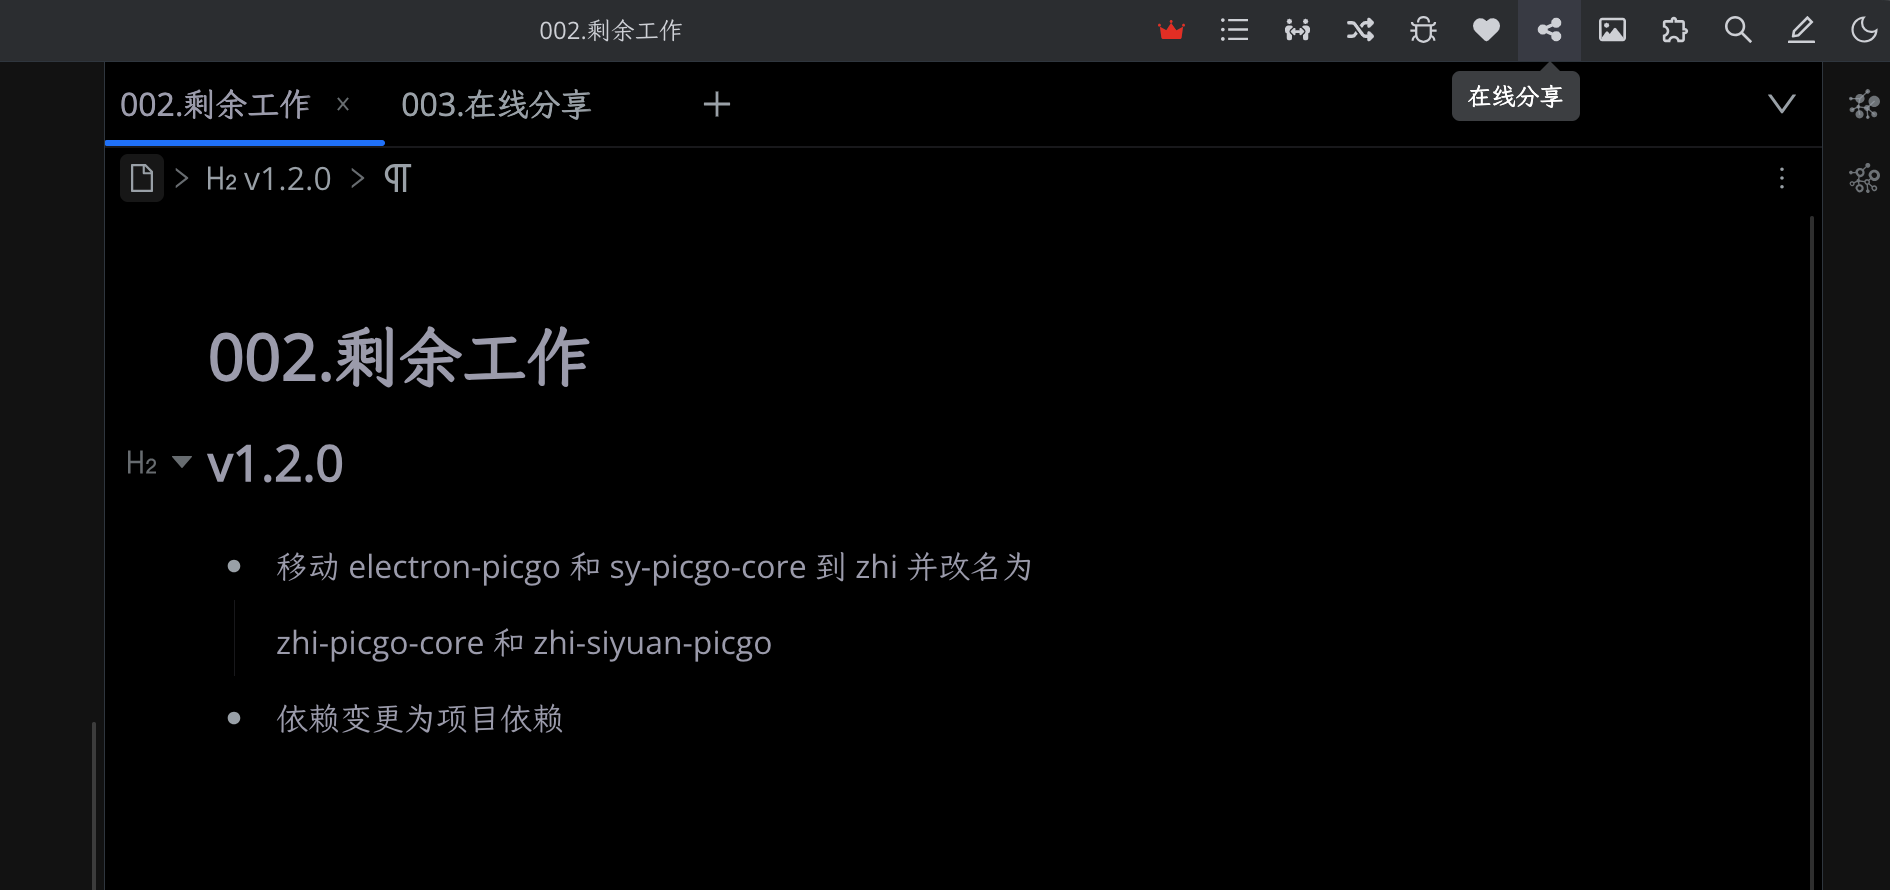 002.剩余工作
002.剩余工作 × 003.在线分享 +
在线分享
H2 v1.2.0 > ¶
002.剩余工作
H2 v1.2.0
移动 electron-picgo 和 sy-picgo-core 到 zhi 并改名为
zhi-picgo-core 和 zhi-siyuan-picgo
依赖变更为项目依赖